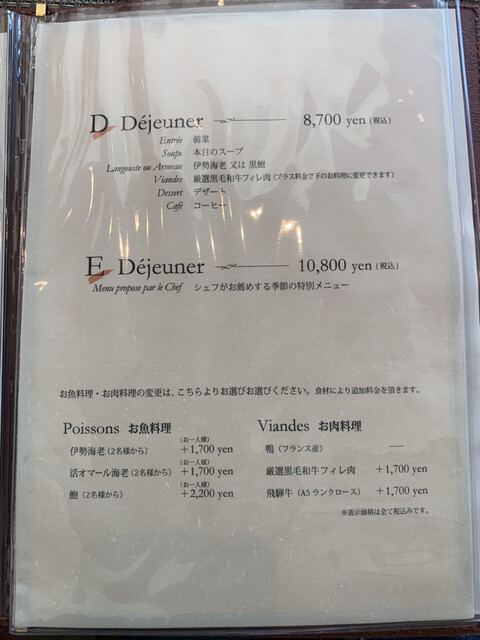 D Déjeuner 8,700 yen (税込)
Entrée 前菜
Soupe 本日のスープ
Langouste ou Armeau 伊勢海老 又は 黒鮑
Viandes 厳選黒毛和牛フィレ肉 (プラス料金で下のお料理に変更できます)
Dessert デザート
Café コーヒー
E Déjeuner 10,800 yen (税込)
Menu propose par le Chef シェフがお薦めする季節の特別メニュー
お魚料理・お肉料理の変更は、こちらよりお選びお選びください。食材により追加料金を頂きます。
Poissons お魚料理
(お一人様)
伊勢海老 (2名様から) +1,700 yen
(お一人様)
活オマール海老 (2名様から) +1,700 yen
(お一人様)
鮑 (2名様から) +2,200 yen
Viandes お肉料理
鴨 (フランス産) —
厳選黒毛和牛フィレ肉 +1,700 yen
飛騨牛 (A5ランクロース) +1,700 yen
※表示価格は全て税込みです。